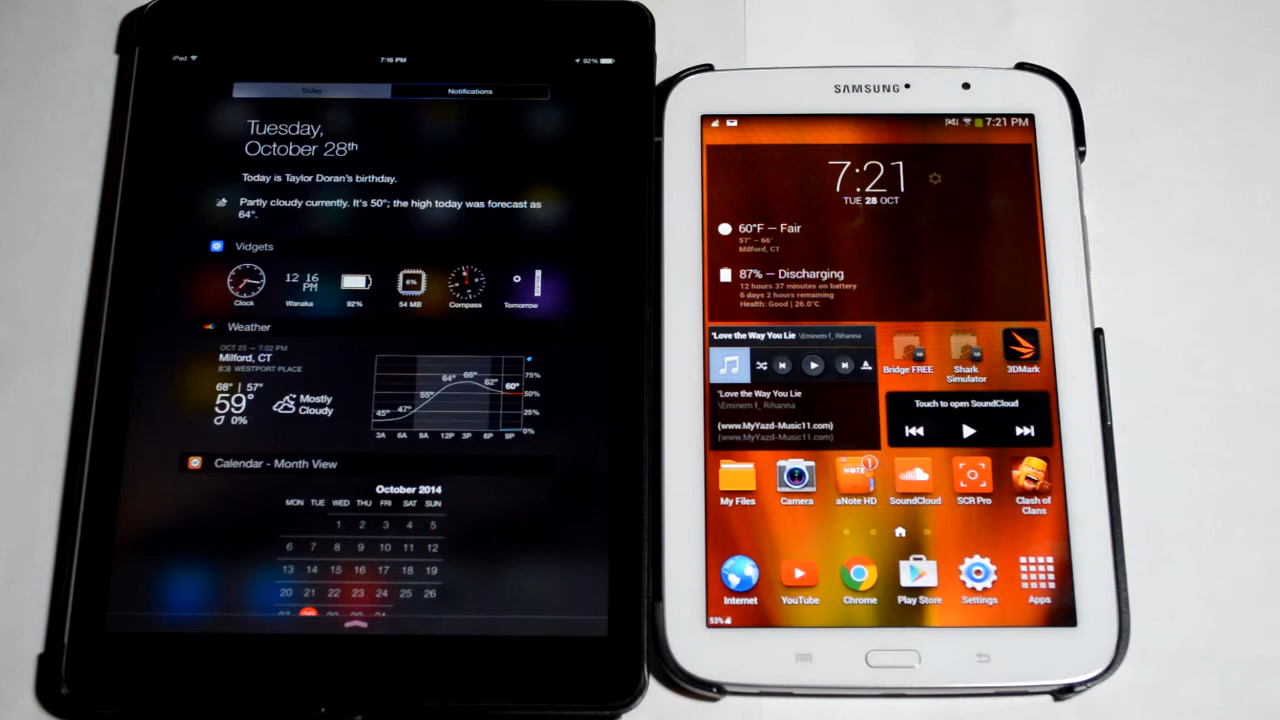 iPad 7:16 PM 92%
Today Notifications
Tuesday,
October 28th
Today is Taylor Doran's birthday.
Partly cloudy currently. It's 50°; the high today was forecast as
64°.
Vidgets
12 16
PM
6%
Clock Wanaka 92% 54 MB Compass Tomorrow
Weather
OCT 25 — 7:02 PM
Milford, CT
WESTPORT PLACE
68° | 57°
59°
0%
Mostly
Cloudy
45° 47° 55° 64° 66° 62° 60°
75%
50%
25%
0%
3A 6A 9A 12P 3P 6P 9P
Calendar - Month View
October 2014
MON TUE WED THU FRI SAT SUN
1 2 3 4 5
6 7 8 9 10 11 12
13 14 15 16 17 18 19
20 21 22 23 24 25 26
27 28 29 30 31
SAMSUNG
7:21 PM
7:21
TUE 28 OCT
60°F — Fair
57° – 66°
Milford, CT
87% — Discharging
12 hours 37 minutes on battery
6 days 2 hours remaining
Health: Good | 26.0°C
'Love the Way You Lie \Eminem f_ Rihanna
'Love the Way You Lie
\Eminem f_ Rihanna
(www.MyYazd-Music11.com)
(www.MyYazd-Music11.com)
Bridge FREE
Shark
Simulator
3DMark
Touch to open SoundCloud
NOTE 1
My Files Camera aNote HD SoundCloud SCR Pro Clash of
Clans
Internet YouTube Chrome Play Store Settings Apps
53%